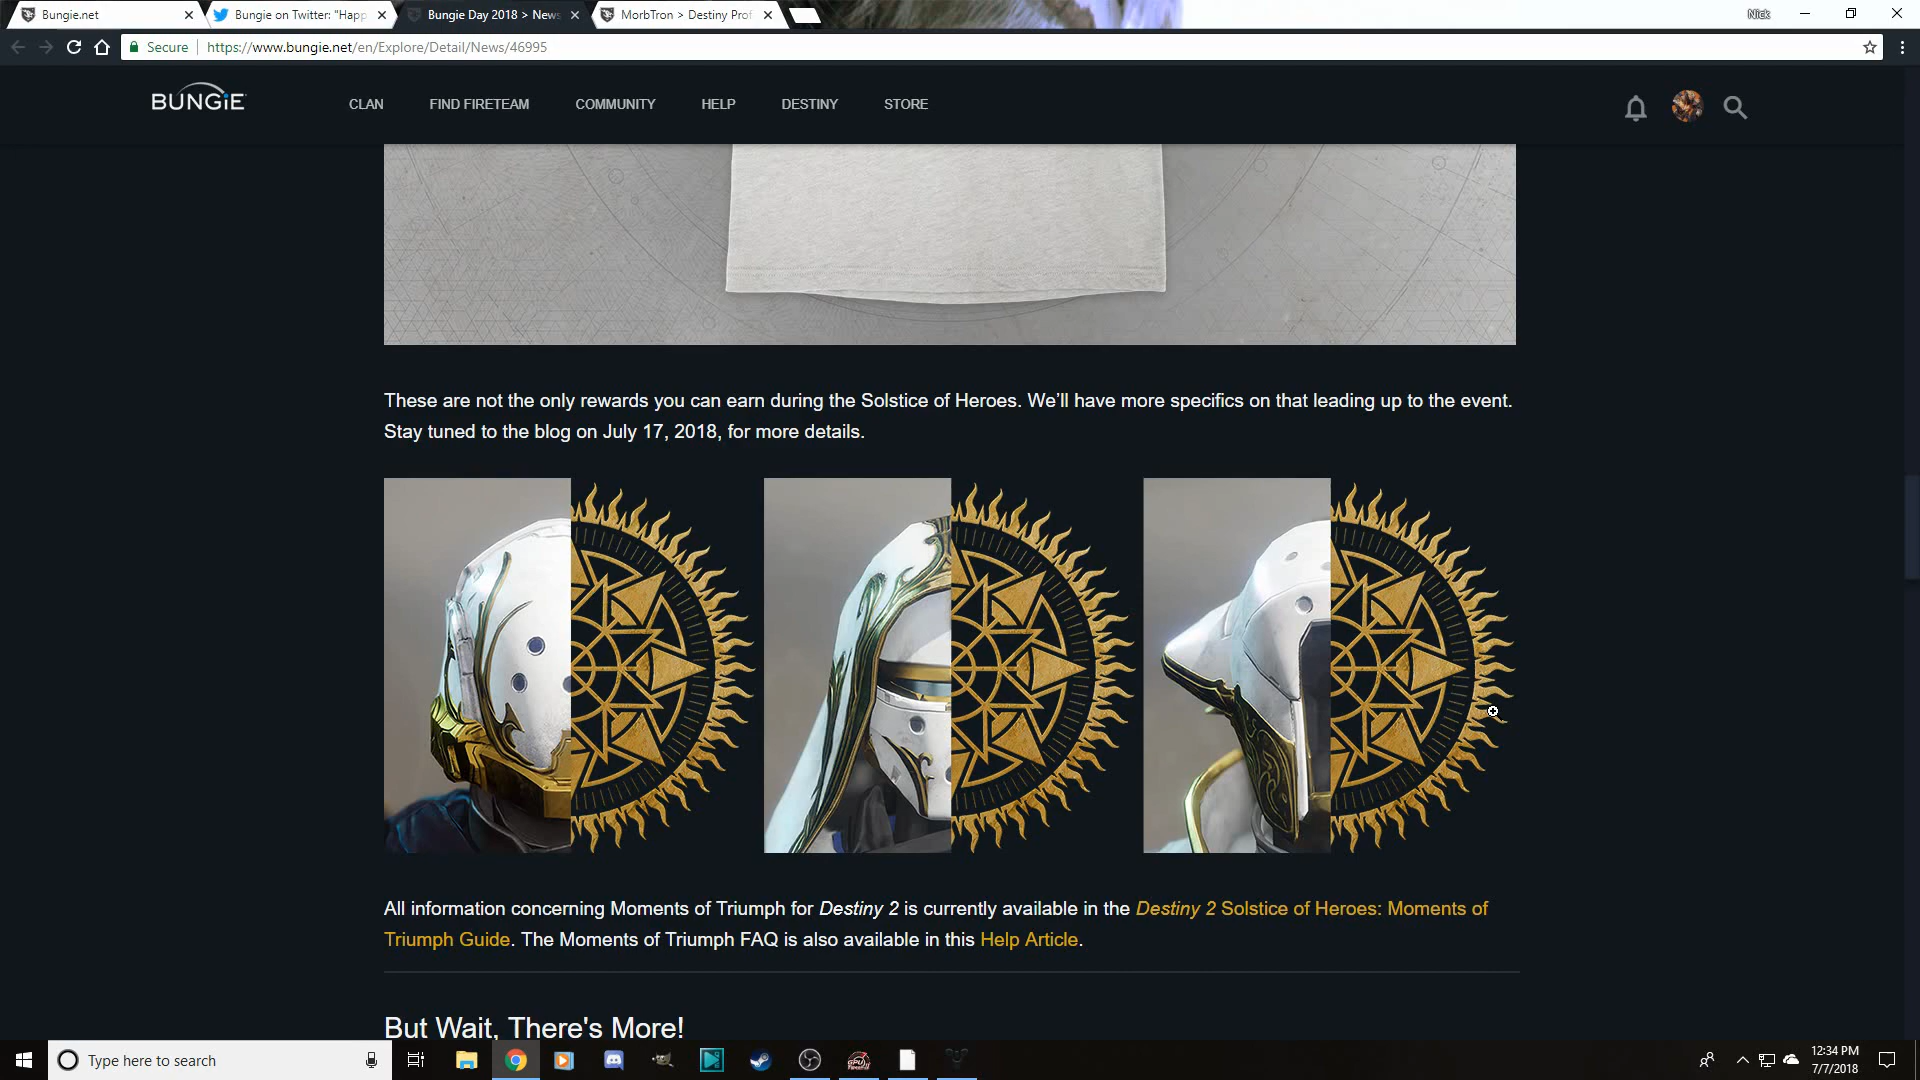 Bungie.net
Bungie on Twitter: "Happ
Bungie Day 2018 > News
MorbTron > Destiny Prof
Nick
Secure
https://www.bungie.net/en/Explore/Detail/News/46995
BUNGiE
CLAN
FIND FIRETEAM
COMMUNITY
HELP
DESTINY
STORE
These are not the only rewards you can earn during the Solstice of Heroes. We’ll have more specifics on that leading up to the event.
Stay tuned to the blog on July 17, 2018, for more details.
All information concerning Moments of Triumph for Destiny 2 is currently available in the Destiny 2 Solstice of Heroes: Moments of
Triumph Guide. The Moments of Triumph FAQ is also available in this Help Article.
But Wait, There's More!
Type here to search
GPU
12:34 PM
7/7/2018